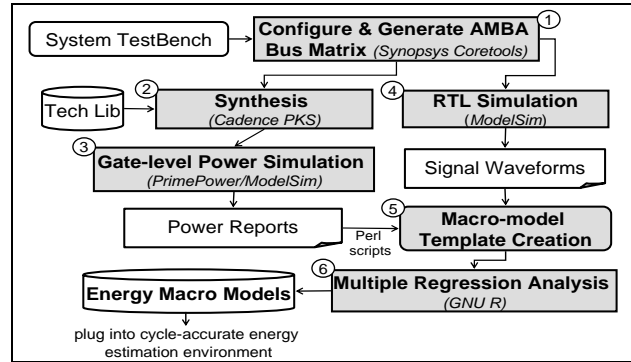 1
Configure & Generate AMBA
Bus Matrix (Synopsys Coretools)
System TestBench
2
Synthesis
(Cadence PKS)
Tech Lib
4
RTL Simulation
(ModelSim)
3
Gate-level Power Simulation
(PrimePower/ModelSim)
Signal Waveforms
Power Reports
Perl
scripts
5
Macro-model
Template Creation
6
Multiple Regression Analysis
(GNU R)
Energy Macro Models
plug into cycle-accurate energy
estimation environment